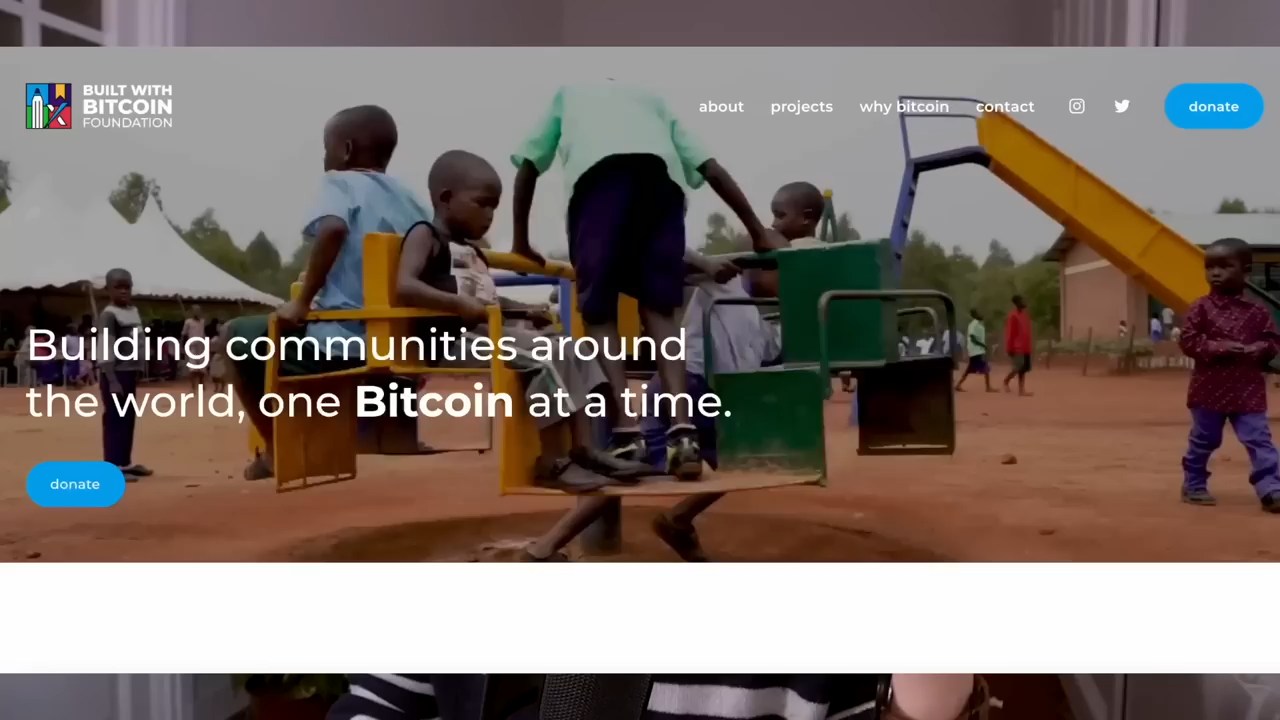 BUILT WITH
BITCOIN
FOUNDATION
about projects why bitcoin contact donate
Building communities around
the world, one Bitcoin at a time.
donate